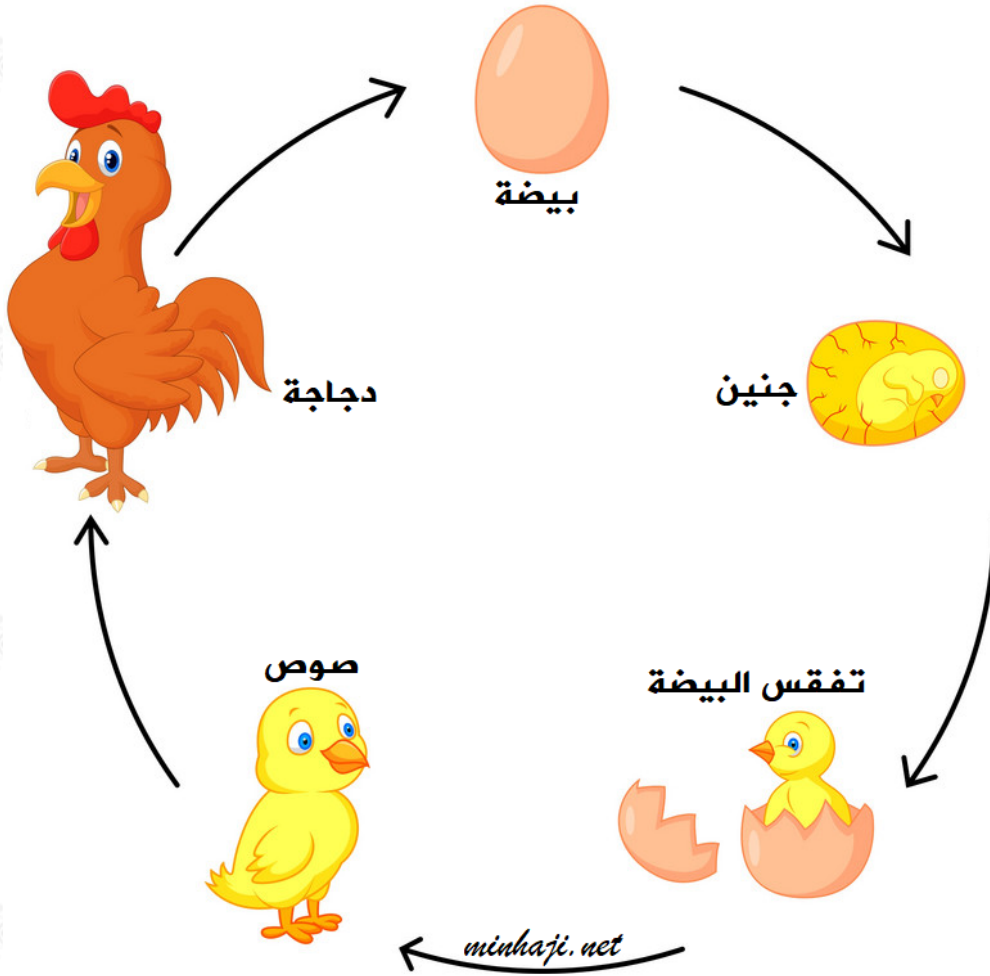 بيضة
جنين
تفقس البيضة
صوص
دجاجة
minhaji.net